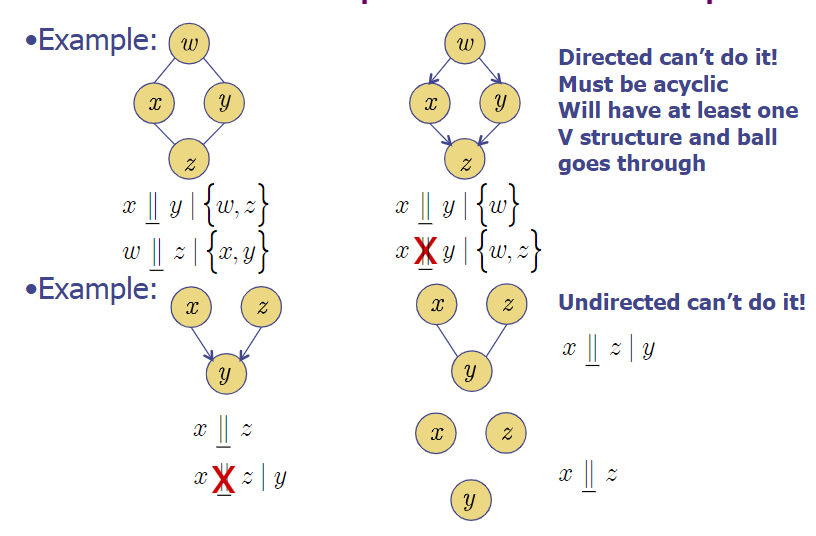 •Example:
w
x y
z
x ⫫ y | {w, z}
w ⫫ z | {x, y}
w
x y
z
x ⫫ y | {w}
x X y | {w, z}
Directed can't do it!
Must be acyclic
Will have at least one
V structure and ball
goes through
•Example:
x z
y
x ⫫ z
x X z | y
x z
y
Undirected can't do it!
x ⫫ z | y
x z
y
x ⫫ z